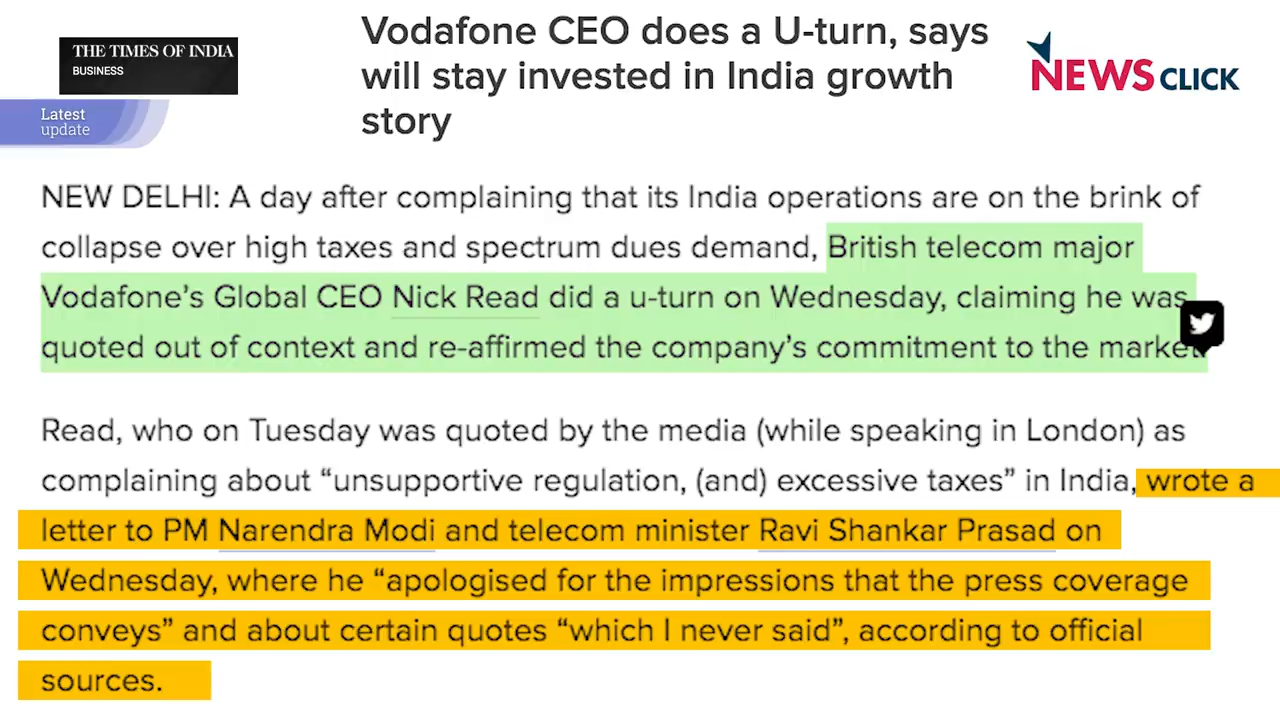 THE TIMES OF INDIA
BUSINESS
Latest
update
Vodafone CEO does a U-turn, says
will stay invested in India growth
story
NEWSCLICK
NEW DELHI: A day after complaining that its India operations are on the brink of
collapse over high taxes and spectrum dues demand, British telecom major
Vodafone's Global CEO Nick Read did a u-turn on Wednesday, claiming he was
quoted out of context and re-affirmed the company's commitment to the market.
Read, who on Tuesday was quoted by the media (while speaking in London) as
complaining about “unsupportive regulation, (and) excessive taxes” in India, wrote a
letter to PM Narendra Modi and telecom minister Ravi Shankar Prasad on
Wednesday, where he “apologised for the impressions that the press coverage
conveys” and about certain quotes “which I never said”, according to official
sources.